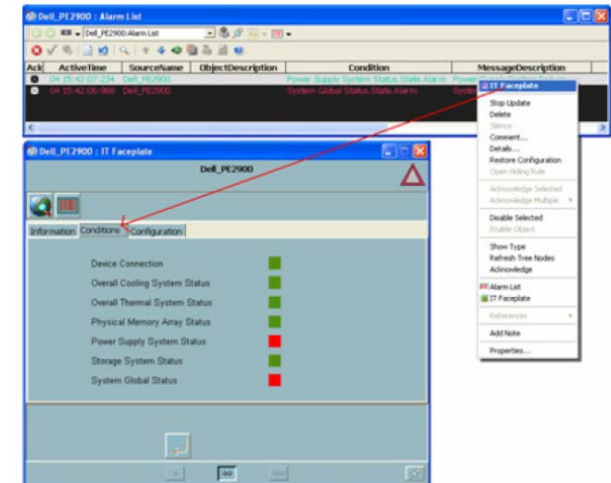 Dell_PE2900 : Alarm List
Dell_PE2900:Alarm List
Ack ActiveTime SourceName ObjectDescription Condition MessageDescription
04 15:42:07:234 Dell_PE2900 Power Supply System Status.State.Alarm Power
04 15:42:06:968 Dell_PE2900 System Global Status.State.Alarm
IT Faceplate
Stop Update
Delete
Silence
Comment...
Details...
Restore Configuration
Open Hiding Rule
Acknowledge Selected
Acknowledge Multiple
Disable Selected
Enable Object
Show Type
Refresh Tree Nodes
Acknowledge
Alarm List
IT Faceplate
References
Add Note
Properties...
Dell_PE2900 : IT Faceplate
Dell_PE2900
Information Conditions Configuration
Device Connection
Overall Cooling System Status
Overall Thermal System Status
Physical Memory Array Status
Power Supply System Status
Storage System Status
System Global Status